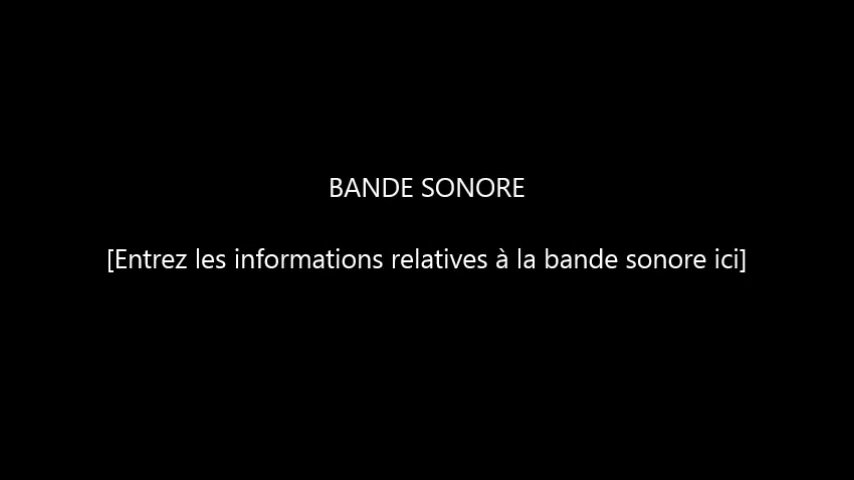 BANDE SONORE
[Entrez les informations relatives à la bande sonore ici]